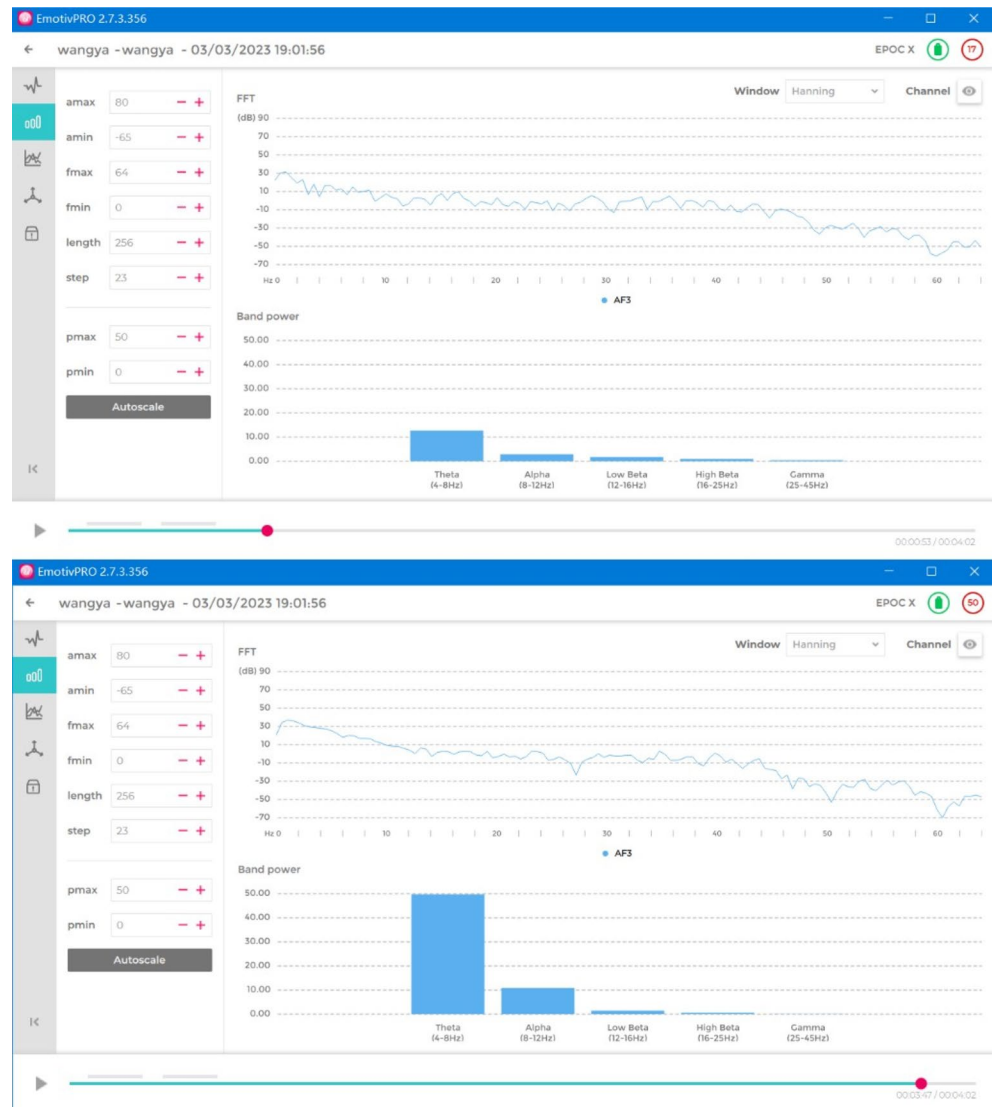 EmotivPRO 2.7.3.356
wangya - wangya - 03/03/2023 19:01:56
EPOC X
17
amax 80 − +
amin -65 − +
fmax 64 − +
fmin 0 − +
length 256 − +
step 23 − +
pmax 50 − +
pmin 0 − +
Autoscale
Window Hanning
Channel
FFT
(dB) 90
70
50
30
10
-10
-30
-50
-70
Hz 0 10 20 30 40 50 60
AF3
Band power
50.00
40.00
30.00
20.00
10.00
0.00
Theta Alpha Low Beta High Beta Gamma
(4-8Hz) (8-12Hz) (12-16Hz) (16-25Hz) (25-45Hz)
00:00:53 / 00:04:02
EmotivPRO 2.7.3.356
wangya - wangya - 03/03/2023 19:01:56
EPOC X
50
amax 80 − +
amin -65 − +
fmax 64 − +
fmin 0 − +
length 256 − +
step 23 − +
pmax 50 − +
pmin 0 − +
Autoscale
Window Hanning
Channel
FFT
(dB) 90
70
50
30
10
-10
-30
-50
-70
Hz 0 10 20 30 40 50 60
AF3
Band power
50.00
40.00
30.00
20.00
10.00
0.00
Theta Alpha Low Beta High Beta Gamma
(4-8Hz) (8-12Hz) (12-16Hz) (16-25Hz) (25-45Hz)
00:03:47 / 00:04:02